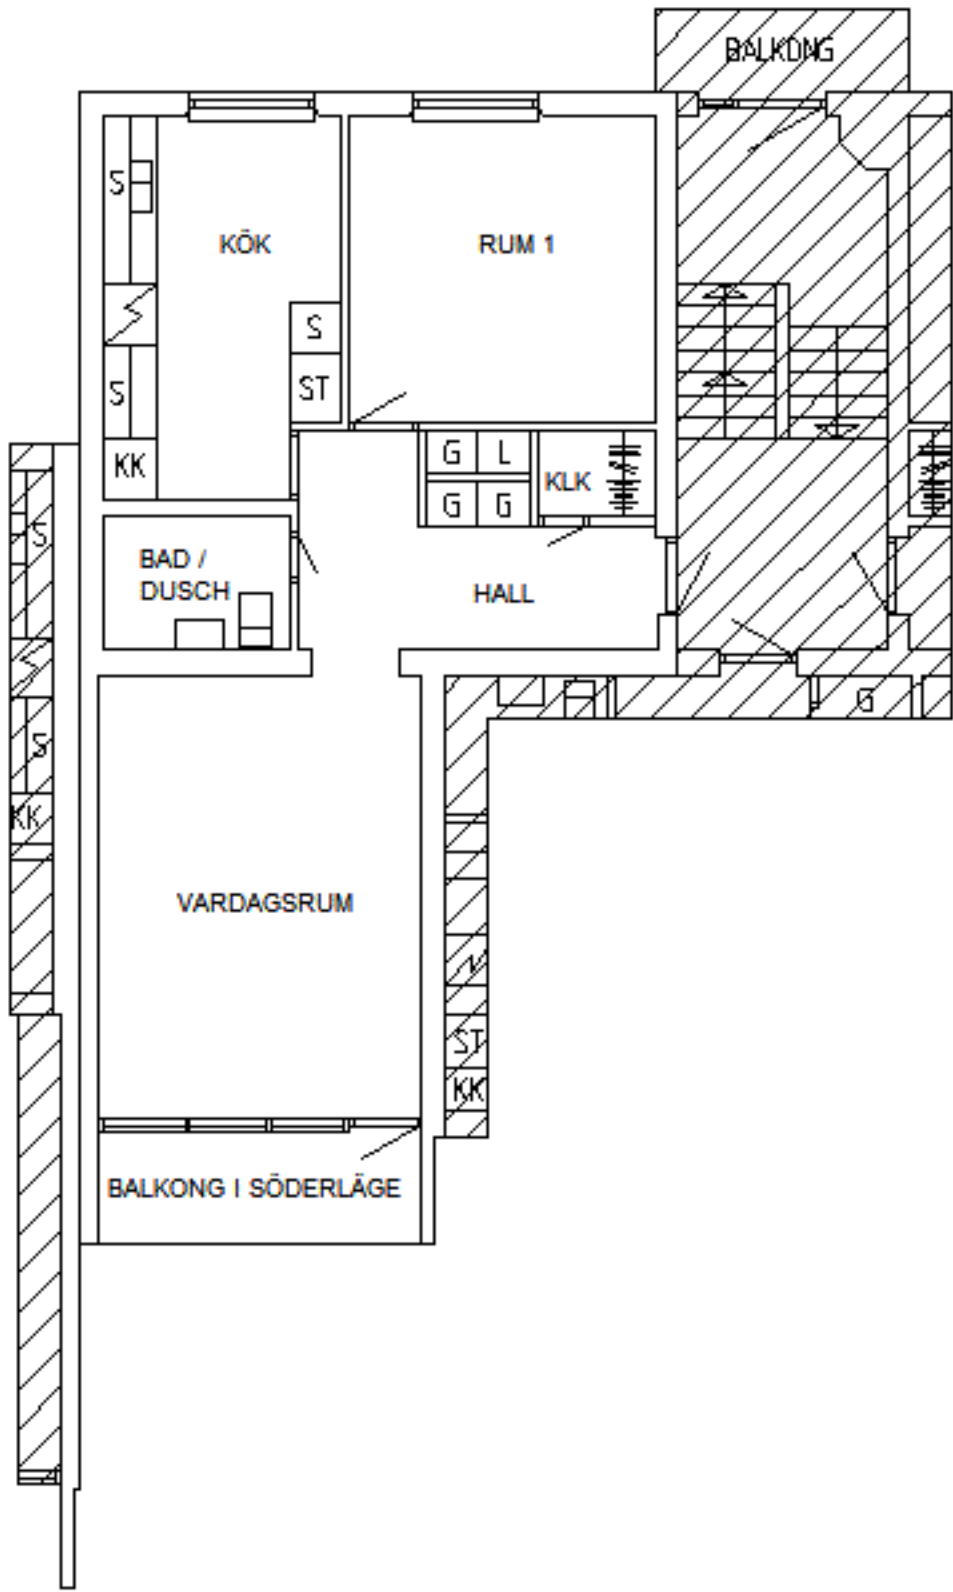 BALKONG
S
KÖK
RUM 1
S
ST
S
KK
G L
KLK
G G
S
BAD /
DUSCH
HALL
G
S
KK
VARDAGSRUM
ST
KK
BALKONG I SÖDERLÄGE